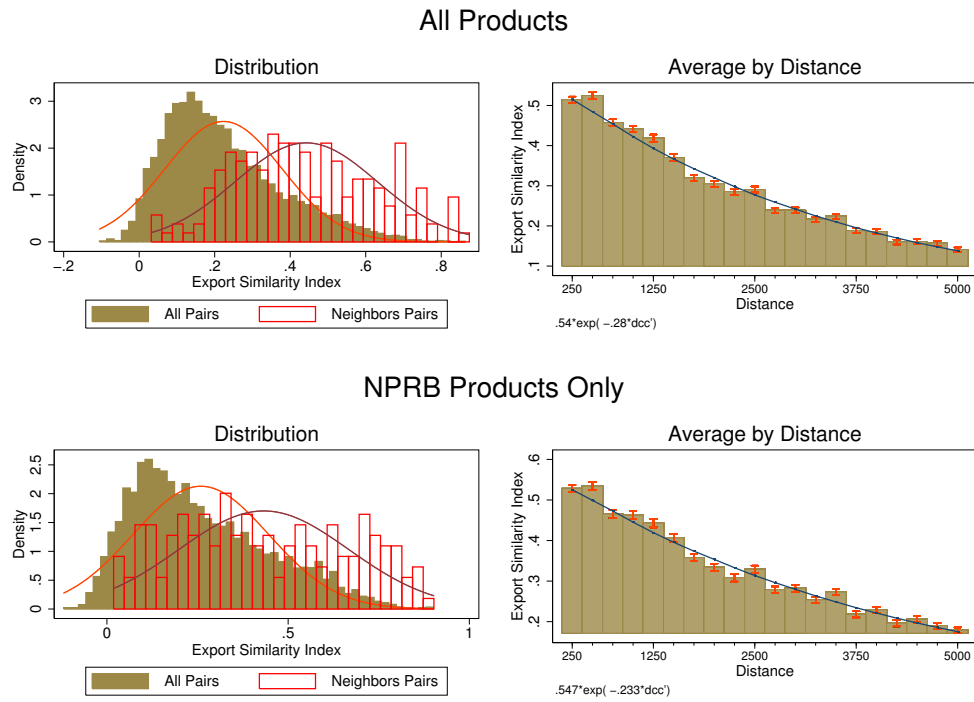 All Products
Distribution
Density
0 1 2 3
−.2 0 .2 .4 .6 .8
Export Similarity Index
All Pairs Neighbors Pairs
Average by Distance
Export Similarity Index
.1 .2 .3 .4 .5
250 1250 2500 3750 5000
Distance
.54*exp( −.28*dcc')
NPRB Products Only
Distribution
Density
0 .5 1 1.5 2 2.5
0 .5 1
Export Similarity Index
All Pairs Neighbors Pairs
Average by Distance
Export Similarity Index
.2 .3 .4 .5 .6
250 1250 2500 3750 5000
Distance
.547*exp( −.233*dcc')